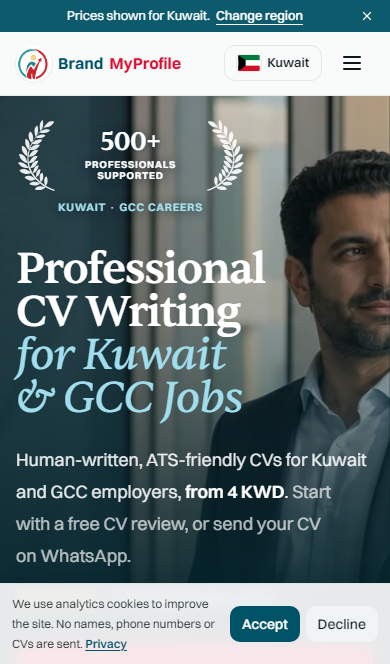 Prices shown for Kuwait. Change region ×
Brand MyProfile
Kuwait
500+
PROFESSIONALS
SUPPORTED
KUWAIT · GCC CAREERS
Professional
CV Writing
for Kuwait
& GCC Jobs
Human-written, ATS-friendly CVs for Kuwait
and GCC employers, from 4 KWD. Start
with a free CV review, or send your CV
on WhatsApp.
We use analytics cookies to improve
the site. No names, phone numbers or
CVs are sent. Privacy
Accept
Decline